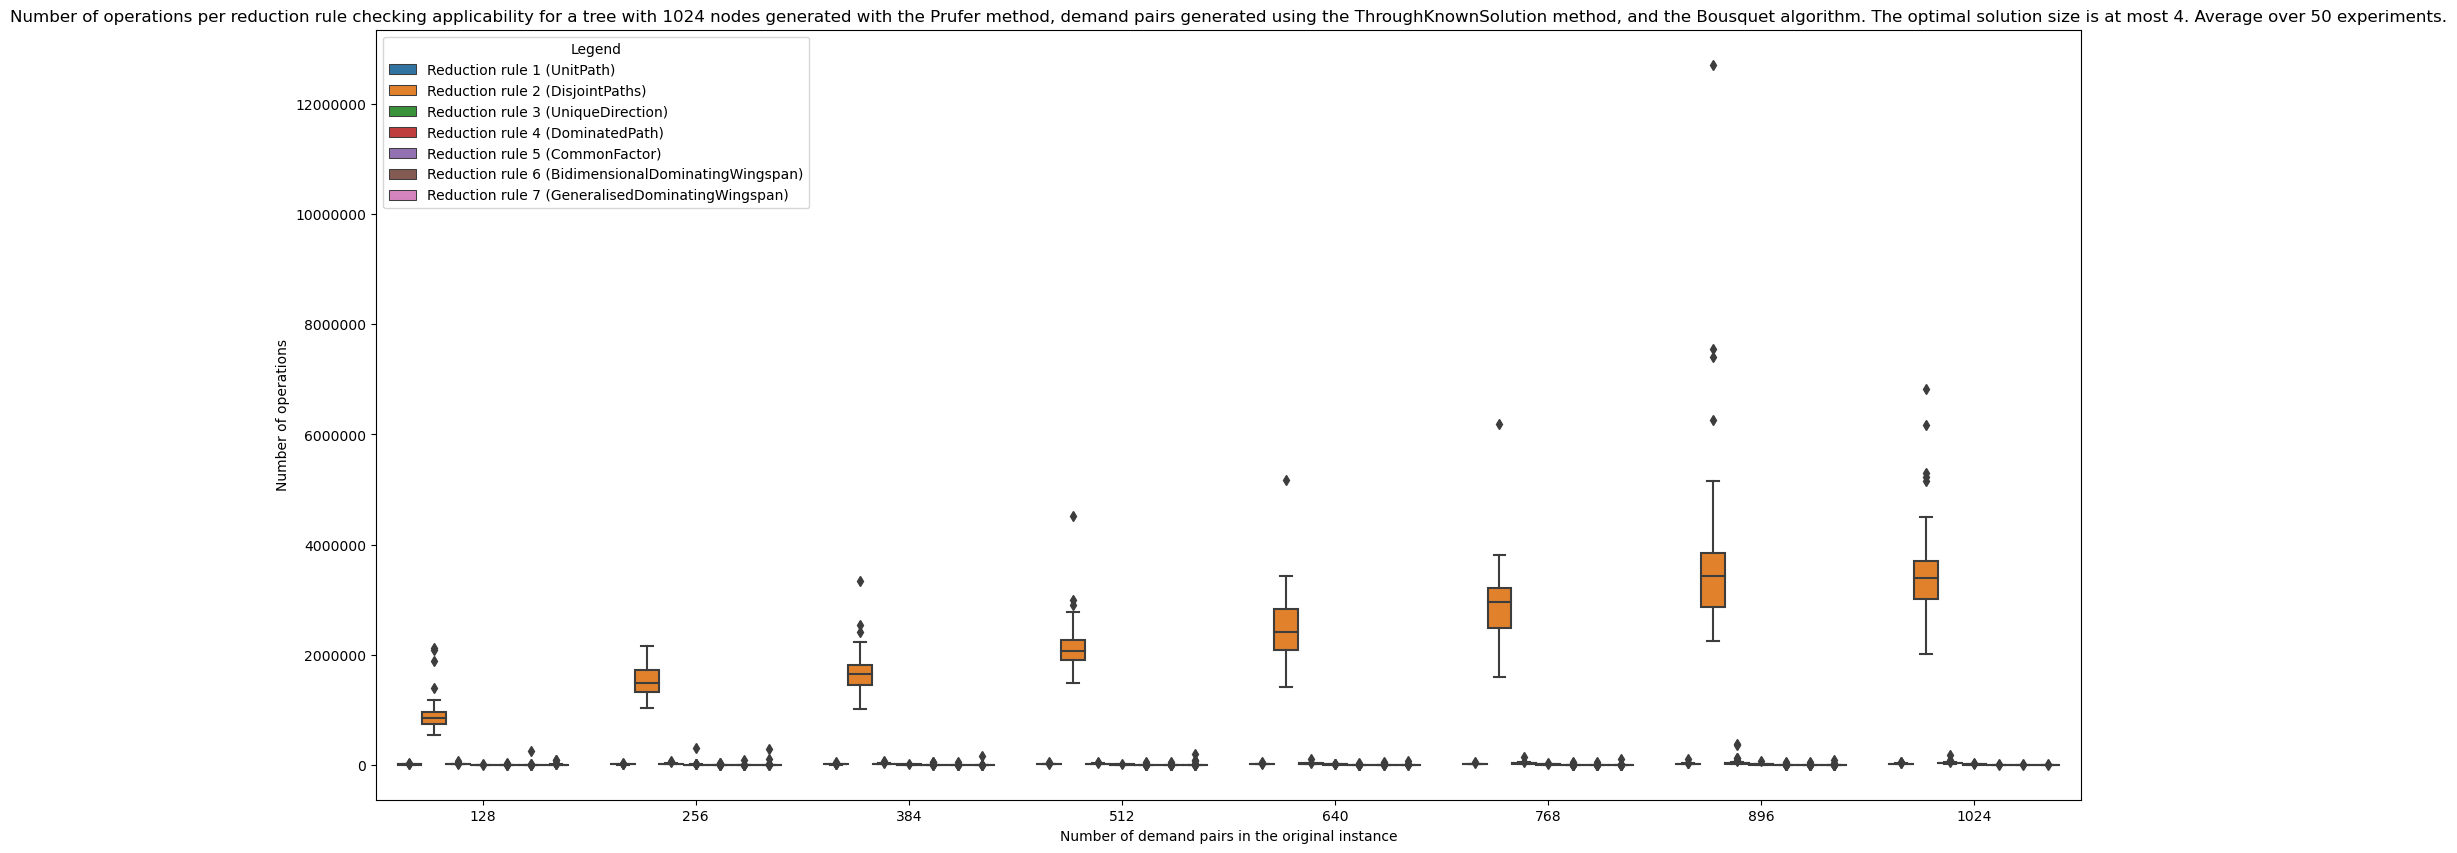 Number of operations per reduction rule checking applicability for a tree with 1024 nodes generated with the Prufer method, demand pairs generated using the ThroughKnownSolution method, and the Bousquet algorithm. The optimal solution size is at most 4. Average over 50 experiments.
Legend
Reduction rule 1 (UnitPath)
Reduction rule 2 (DisjointPaths)
Reduction rule 3 (UniqueDirection)
Reduction rule 4 (DominatedPath)
Reduction rule 5 (CommonFactor)
Reduction rule 6 (BidimensionalDominatingWingspan)
Reduction rule 7 (GeneralisedDominatingWingspan)
Number of operations
12000000
10000000
8000000
6000000
4000000
2000000
0
128 256 384 512 640 768 896 1024
Number of demand pairs in the original instance